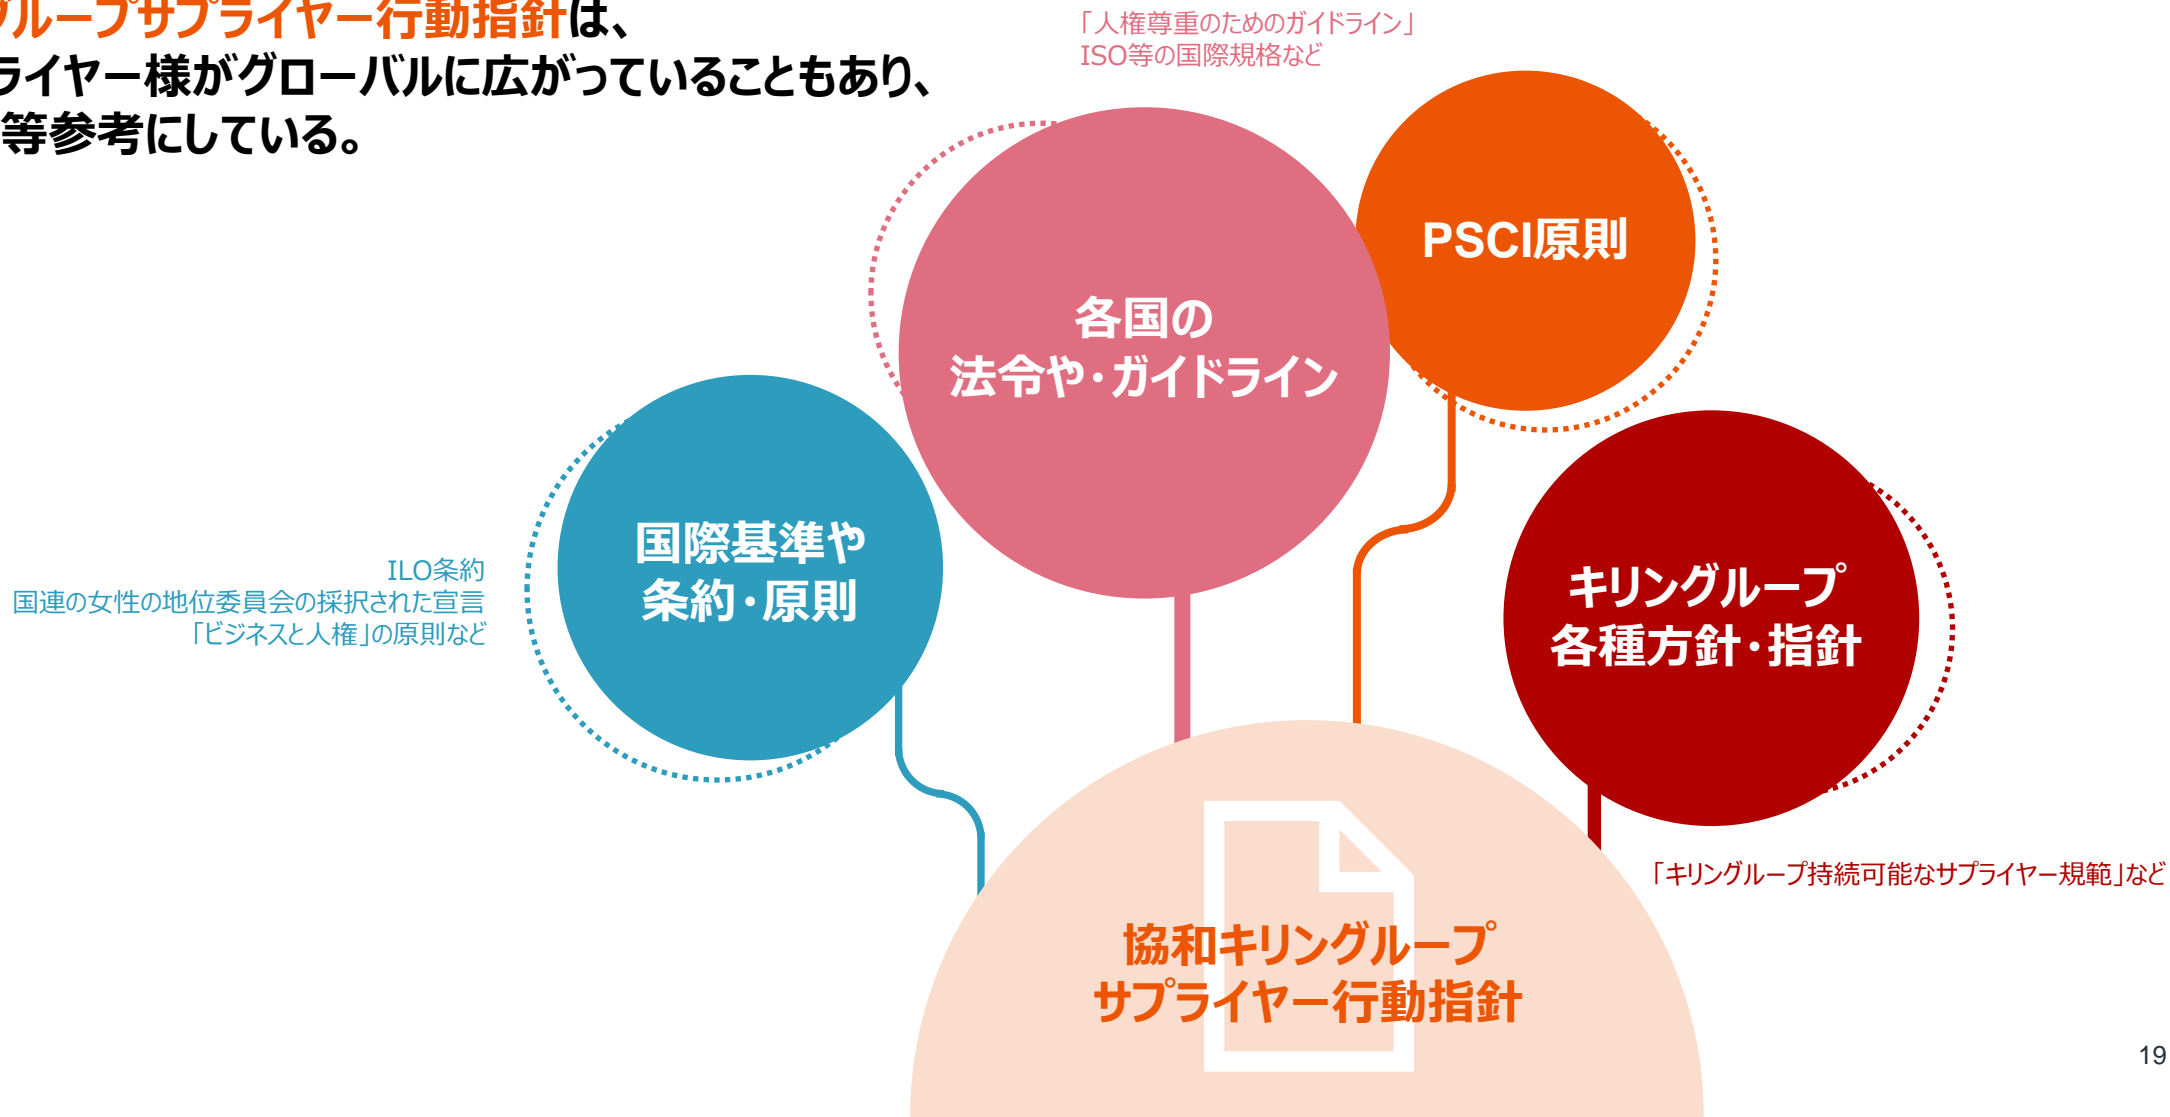 グループサプライヤー行動指針は、
ライヤー様がグローバルに広がっていることもあり、
等参考にしている。
「人権尊重のためのガイドライン」
ISO等の国際規格など
PSCI原則
各国の
法令や・ガイドライン
国際基準や
条約・原則
ILO条約
国連の女性の地位委員会の採択された宣言
「ビジネスと人権」の原則など
キリングループ
各種方針・指針
「キリングループ持続可能なサプライヤー規範」など
協和キリングループ
サプライヤー行動指針
19